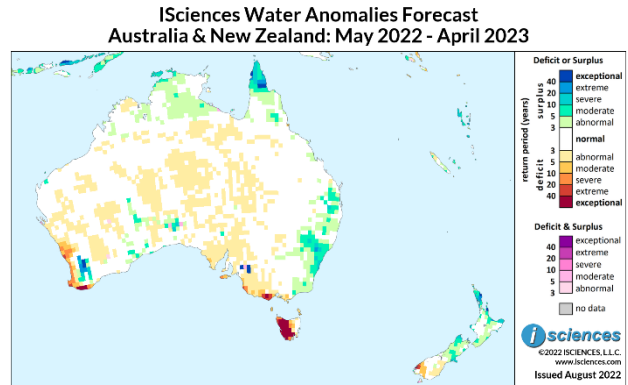 ISciences Water Anomalies Forecast
Australia & New Zealand: May 2022 - April 2023
Deficit or Surplus
return period (years)
surplus
deficit
exceptional
40
extreme
20
severe
10
moderate
5
abnormal
3
normal
3
abnormal
5
moderate
10
severe
20
extreme
40
exceptional
Deficit & Surplus
exceptional
40
extreme
20
severe
10
moderate
5
abnormal
3
no data
isciences
©2022 ISCIENCES, L.L.C.
www.isciences.com
Issued August 2022